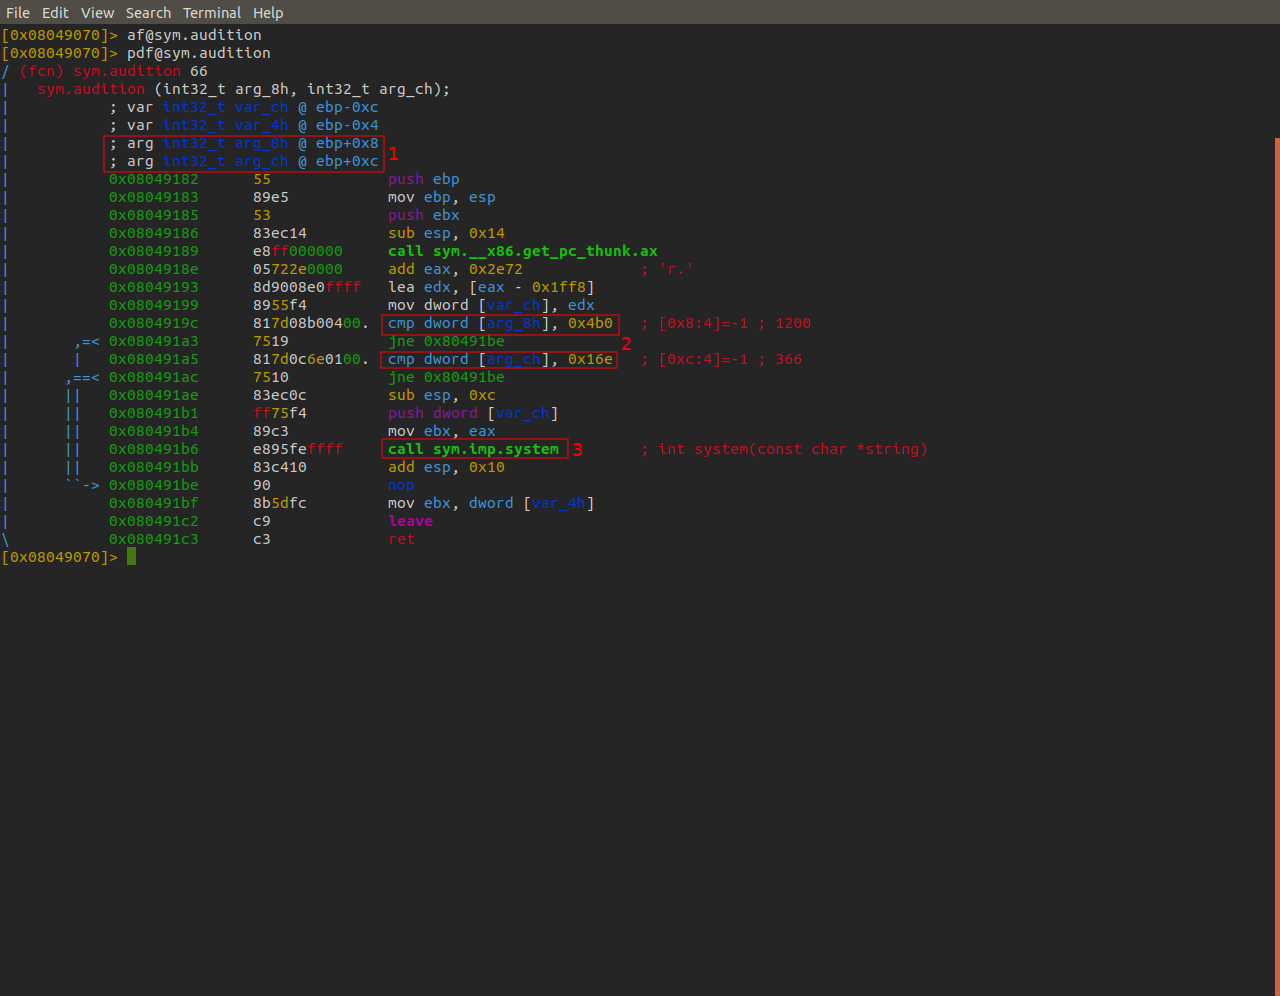 File Edit View Search Terminal Help
[0x08049070]> af@sym.audition
[0x08049070]> pdf@sym.audition
/ (fcn) sym.audition 66
|   sym.audition (int32_t arg_8h, int32_t arg_ch);
|           ; var int32_t var_ch @ ebp-0xc
|           ; var int32_t var_4h @ ebp-0x4
|           ; arg int32_t arg_8h @ ebp+0x8
|           ; arg int32_t arg_ch @ ebp+0xc 1
|           0x08049182      55             push ebp
|           0x08049183      89e5           mov ebp, esp
|           0x08049185      53             push ebx
|           0x08049186      83ec14         sub esp, 0x14
|           0x08049189      e8ff000000     call sym.__x86.get_pc_thunk.ax
|           0x0804918e      05722e0000     add eax, 0x2e72             ; 'r.'
|           0x08049193      8d9008e0ffff   lea edx, [eax - 0x1ff8]
|           0x08049199      8955f4         mov dword [var_ch], edx
|           0x0804919c      817d08b00400.  cmp dword [arg_8h], 0x4b0   ; [0x8:4]=-1 ; 1200
|       ,=< 0x080491a3      7519           jne 0x80491be 2
|       |   0x080491a5      817d0c6e0100.  cmp dword [arg_ch], 0x16e   ; [0xc:4]=-1 ; 366
|      ,==< 0x080491ac      7510           jne 0x80491be
|      ||   0x080491ae      83ec0c         sub esp, 0xc
|      ||   0x080491b1      ff75f4         push dword [var_ch]
|      ||   0x080491b4      89c3           mov ebx, eax
|      ||   0x080491b6      e895feffff     call sym.imp.system 3       ; int system(const char *string)
|      ||   0x080491bb      83c410         add esp, 0x10
|      ``-> 0x080491be      90             nop
|           0x080491bf      8b5dfc         mov ebx, dword [var_4h]
|           0x080491c2      c9             leave
\           0x080491c3      c3             ret
[0x08049070]>